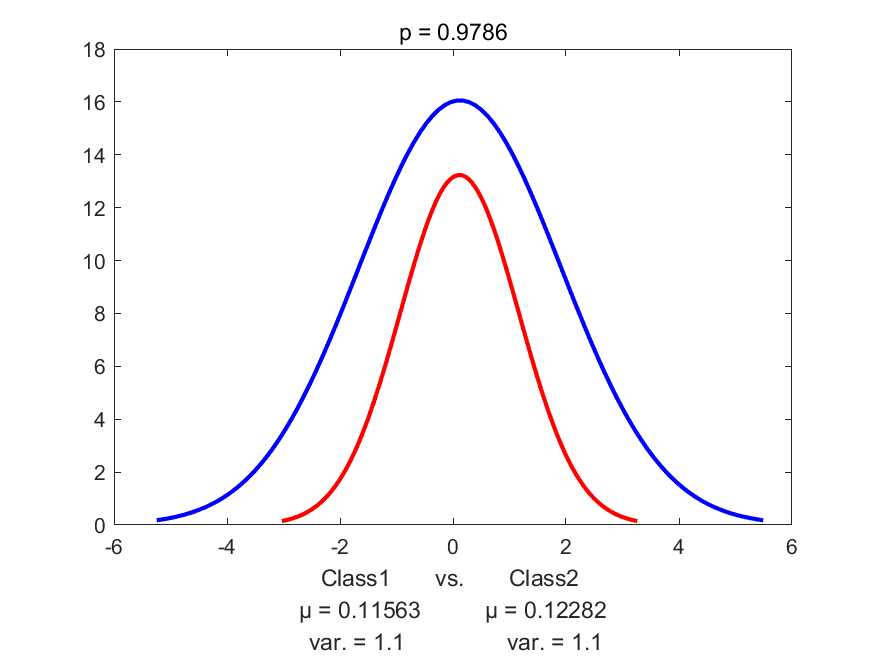 p = 0.9786
18
16
14
12
10
8
6
4
2
0
-6 -4 -2 0 2 4 6
Class1 vs. Class2
μ = 0.11563 μ = 0.12282
var. = 1.1 var. = 1.1